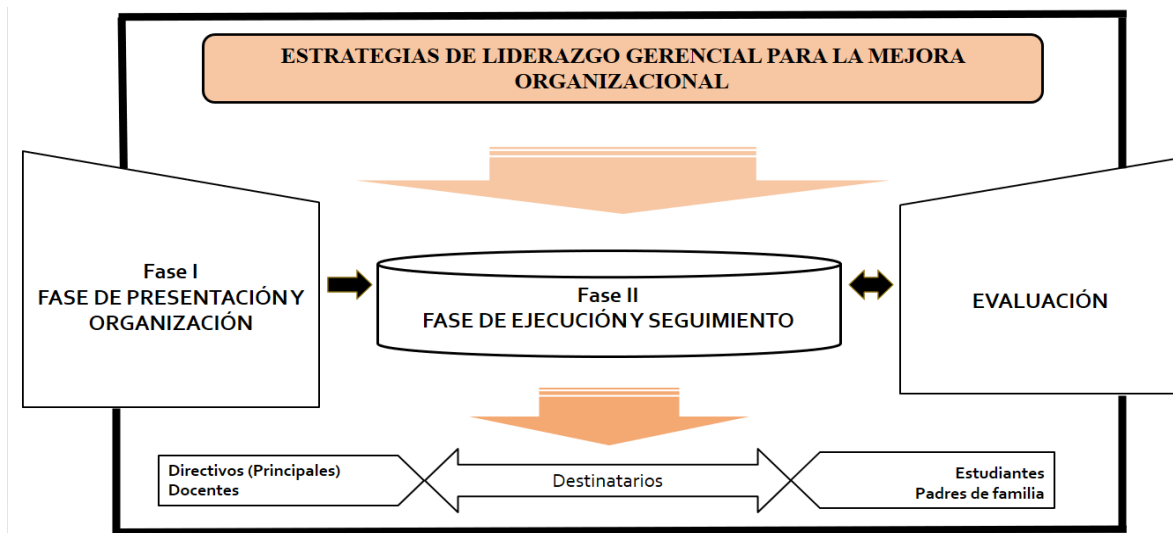 ESTRATEGIAS DE LIDERAZGO GERENCIAL PARA LA MEJORA
ORGANIZACIONAL
Fase I
FASE DE PRESENTACIÓN Y
ORGANIZACIÓN
Fase II
FASE DE EJECUCIÓN Y SEGUIMIENTO
EVALUACIÓN
Directivos (Principales)
Docentes
Destinatarios
Estudiantes
Padres de familia